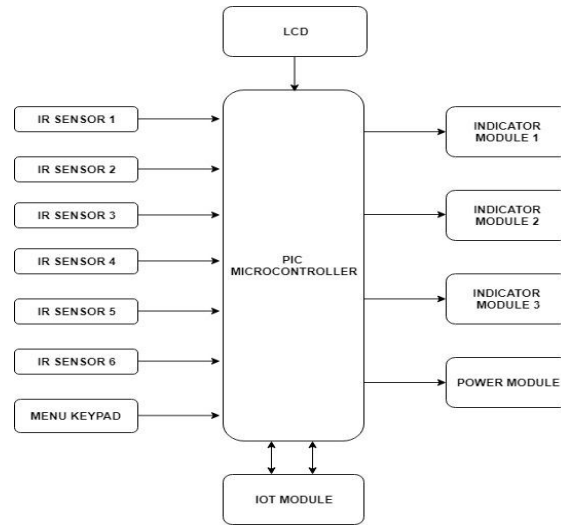 LCD
IR SENSOR 1
IR SENSOR 2
IR SENSOR 3
IR SENSOR 4
IR SENSOR 5
IR SENSOR 6
MENU KEYPAD
PIC
MICROCONTROLLER
INDICATOR
MODULE 1
INDICATOR
MODULE 2
INDICATOR
MODULE 3
POWER MODULE
IOT MODULE